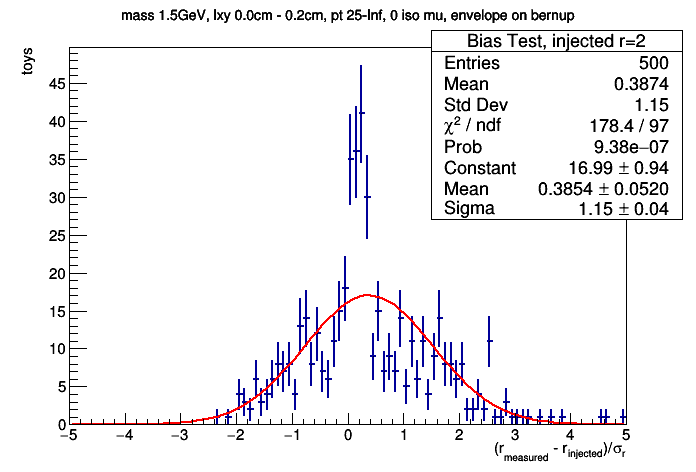 mass 1.5GeV, lxy 0.0cm - 0.2cm, pt 25-Inf, 0 iso mu, envelope on bernup
Bias Test, injected r=2
Entries 500
Mean 0.3874
Std Dev 1.15
χ² / ndf 178.4 / 97
Prob 9.38e−07
Constant 16.99 ± 0.94
Mean 0.3854 ± 0.0520
Sigma 1.15 ± 0.04
toys
45
40
35
30
25
20
15
10
5
0
−5 −4 −3 −2 −1 0 1 2 3 4 5
(r_measured - r_injected)/σ_r